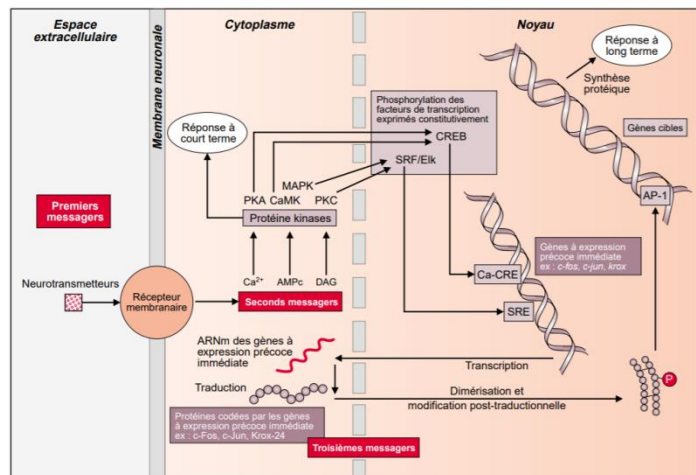 Espace
extracellulaire
Membrane neuronale
Cytoplasme
Noyau
Réponse à
long terme
Synthèse
protéique
Phosphorylation des
facteurs de transcription
exprimés constitutivement
CREB
SRF/Elk
Réponse à
court terme
Gènes cibles
MAPK
PKA CaMK PKC
Protéine kinases
AP-1
Premiers
messagers
Gènes à expression
précoce immédiate
ex : c-fos, c-jun, krox
Ca-CRE
Ca2+ AMPc DAG
Neurotransmetteurs
Récepteur
membranaire
Seconds messagers
SRE
ARNm des gènes à
expression précoce
immédiate
Transcription
Traduction
P
Dimérisation et
modification post-traductionnelle
Protéines codées par les gènes
à expression précoce immédiate
ex : c-Fos, c-Jun, Krox-24
Troisièmes messagers